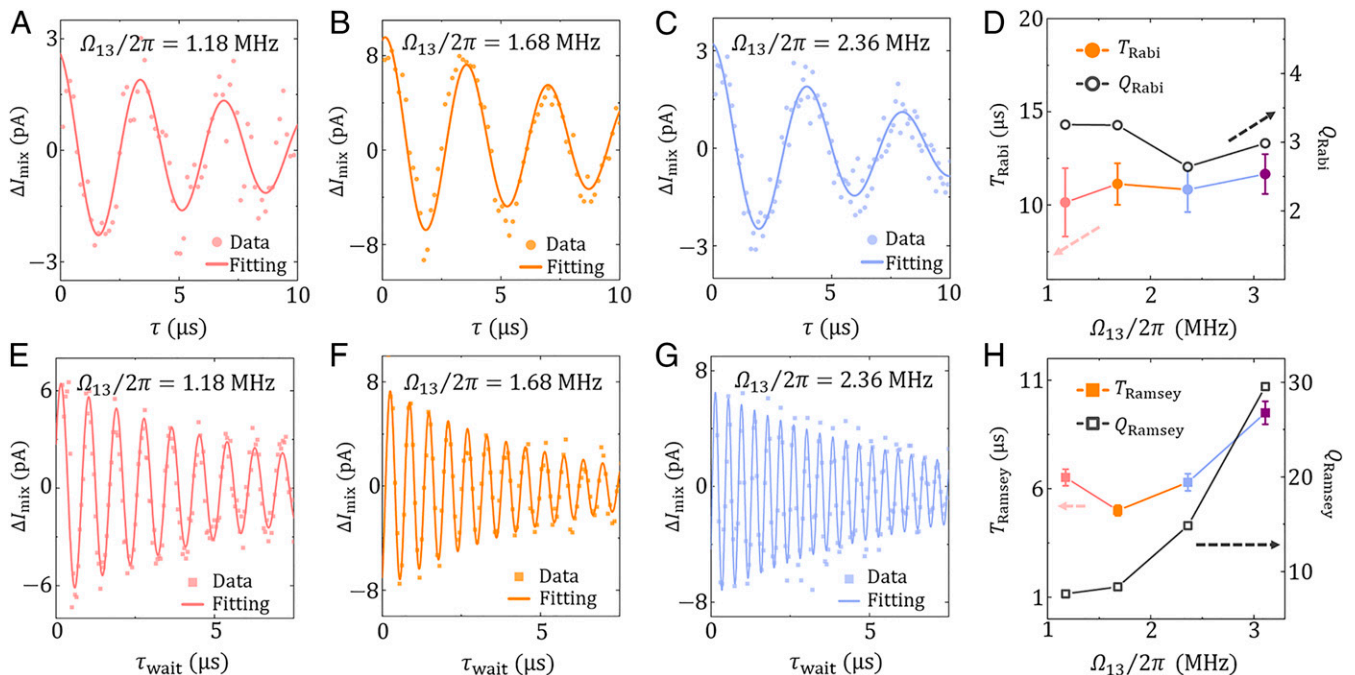 A
Ω13/2π = 1.18 MHz
3
0
−3
ΔImix (pA)
Data
Fitting
0 5 10
τ (μs)
B
Ω13/2π = 1.68 MHz
8
0
−8
ΔImix (pA)
Data
Fitting
0 5 10
τ (μs)
C
Ω13/2π = 2.36 MHz
3
0
−3
ΔImix (pA)
Data
Fitting
0 5 10
τ (μs)
D
20
15
10
TRabi (μs)
TRabi
QRabi
4
3
2
QRabi
1 2 3
Ω13/2π (MHz)
E
Ω13/2π = 1.18 MHz
6
0
−6
ΔImix (pA)
Data
Fitting
0 5
τwait (μs)
F
Ω13/2π = 1.68 MHz
8
0
−8
ΔImix (pA)
Data
Fitting
0 5
τwait (μs)
G
Ω13/2π = 2.36 MHz
8
0
−8
ΔImix (pA)
Data
Fitting
0 5
τwait (μs)
H
11
6
1
TRamsey (μs)
TRamsey
QRamsey
30
20
10
QRamsey
1 2 3
Ω13/2π (MHz)